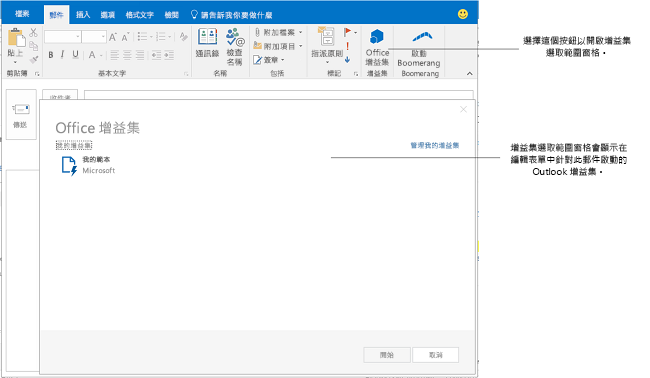 檔案 郵件 插入 選項 格式文字 校閱 請告訴我你要做什麼
貼上
剪貼簿
B I U A
基本文字
通訊錄
檢查
名稱
名稱
附加檔案
附加項目
簽章
包括
指派原則
標記
Office
增益集
增益集
啟動
Boomerang
Boomerang
選擇這個按鈕以開啟增益集
選取範圍窗格。
傳送
Office 增益集
我的增益集
管理我的增益集
我的範本
Microsoft
增益集選取範圍窗格會顯示在
編輯表單中針對此郵件啟動的
Outlook 增益集。
開始
取消